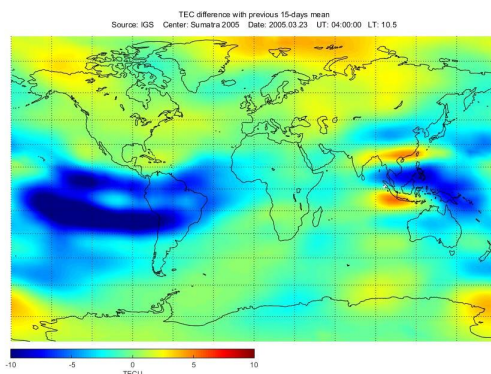 TEC difference with previous 15-days mean
Source: IGS Center: Sumatra 2005 Date: 2005.03.23 UT: 04:00:00 LT: 10.5
-10 -5 0 5 10
TECU